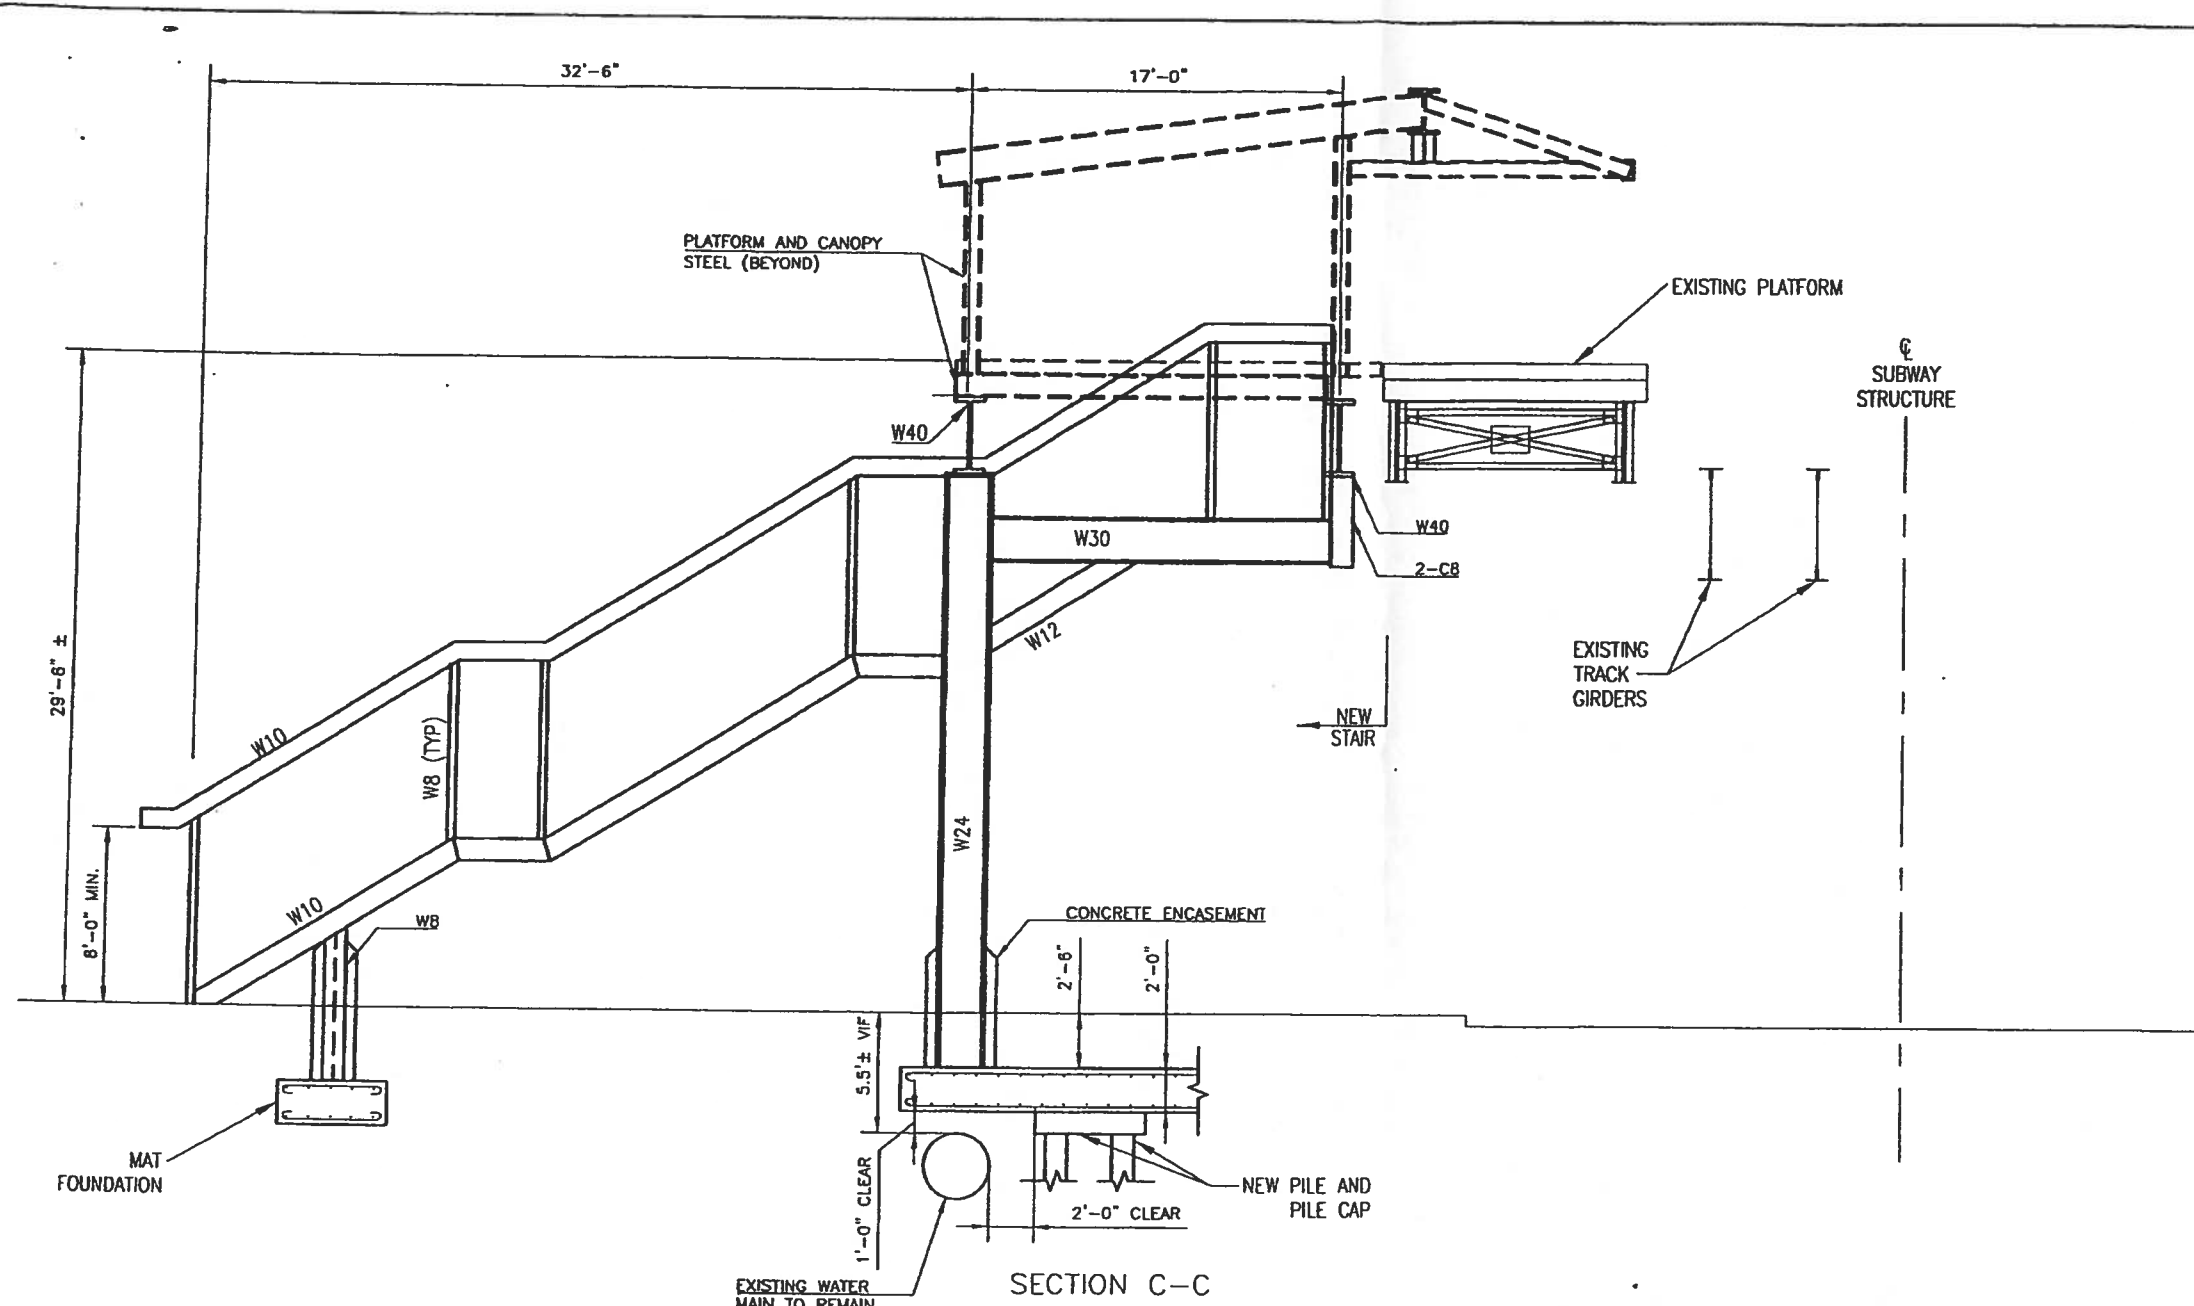 32'-6"
17'-0"
PLATFORM AND CANOPY
STEEL (BEYOND)
EXISTING PLATFORM
℄
SUBWAY
STRUCTURE
W40
W30
W40
2-C8
W12
29'-6" ±
EXISTING
TRACK
GIRDERS
NEW
STAIR
W10
W8 (TYP)
W24
8'-0" MIN.
W10
W8
CONCRETE ENCASEMENT
2'-6"
2'-0"
5.5'± VIF
MAT
FOUNDATION
1'-0" CLEAR
NEW PILE AND
PILE CAP
2'-0" CLEAR
EXISTING WATER
MAIN TO REMAIN
SECTION C-C